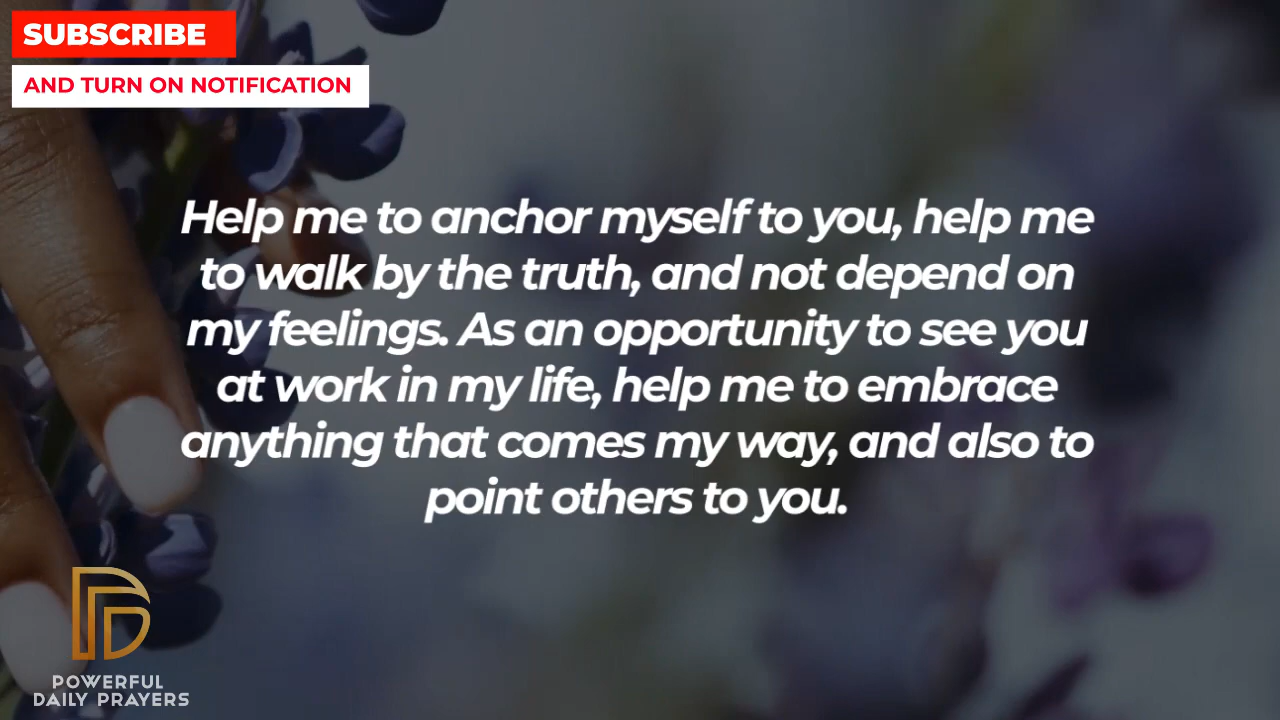 SUBSCRIBE
AND TURN ON NOTIFICATION
Help me to anchor myself to you, help me
to walk by the truth, and not depend on
my feelings. As an opportunity to see you
at work in my life, help me to embrace
anything that comes my way, and also to
point others to you.
POWERFUL
DAILY PRAYERS